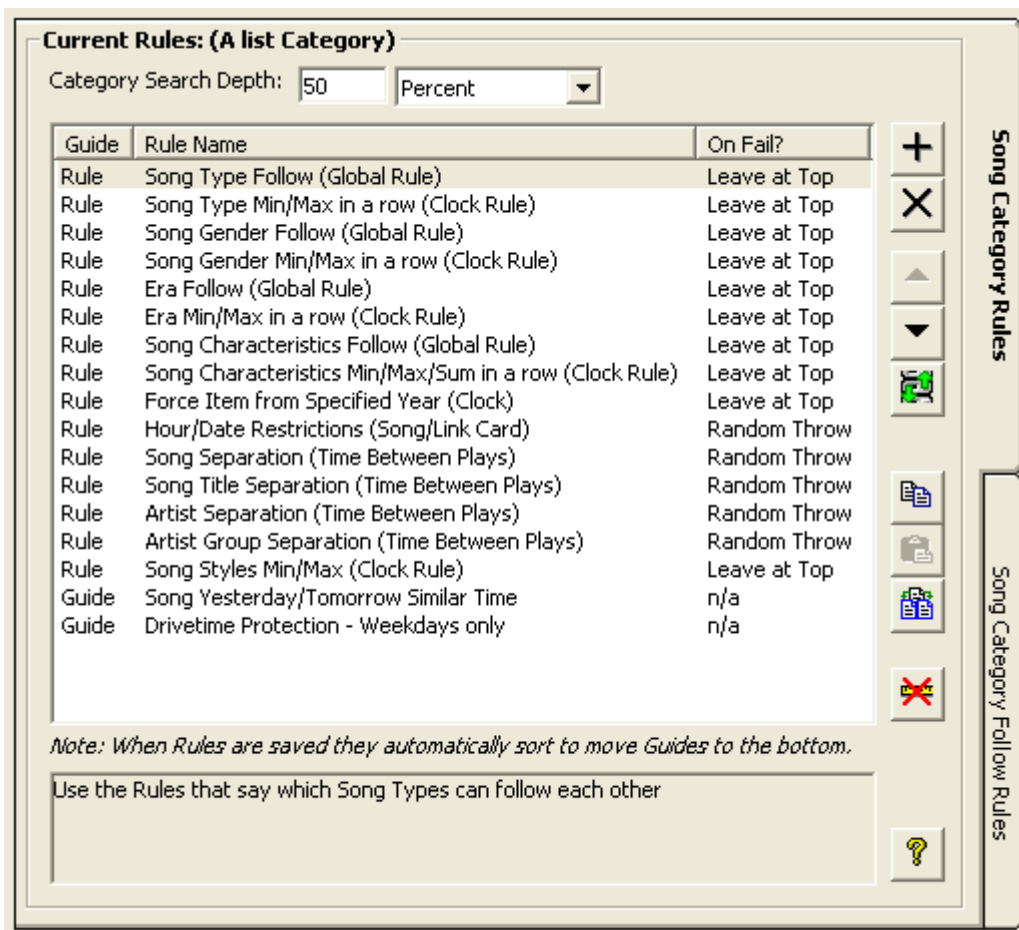 Current Rules: (A list Category)
Category Search Depth: 50 Percent
Guide Rule Name On Fail?
Rule Song Type Follow (Global Rule) Leave at Top
Rule Song Type Min/Max in a row (Clock Rule) Leave at Top
Rule Song Gender Follow (Global Rule) Leave at Top
Rule Song Gender Min/Max in a row (Clock Rule) Leave at Top
Rule Era Follow (Global Rule) Leave at Top
Rule Era Min/Max in a row (Clock Rule) Leave at Top
Rule Song Characteristics Follow (Global Rule) Leave at Top
Rule Song Characteristics Min/Max/Sum in a row (Clock Rule) Leave at Top
Rule Force Item from Specified Year (Clock) Leave at Top
Rule Hour/Date Restrictions (Song/Link Card) Random Throw
Rule Song Separation (Time Between Plays) Random Throw
Rule Song Title Separation (Time Between Plays) Random Throw
Rule Artist Separation (Time Between Plays) Random Throw
Rule Artist Group Separation (Time Between Plays) Random Throw
Rule Song Styles Min/Max (Clock Rule) Leave at Top
Guide Song Yesterday/Tomorrow Similar Time n/a
Guide Drivetime Protection - Weekdays only n/a
Note: When Rules are saved they automatically sort to move Guides to the bottom.
Use the Rules that say which Song Types can follow each other
Song Category Rules
Song Category Follow Rules